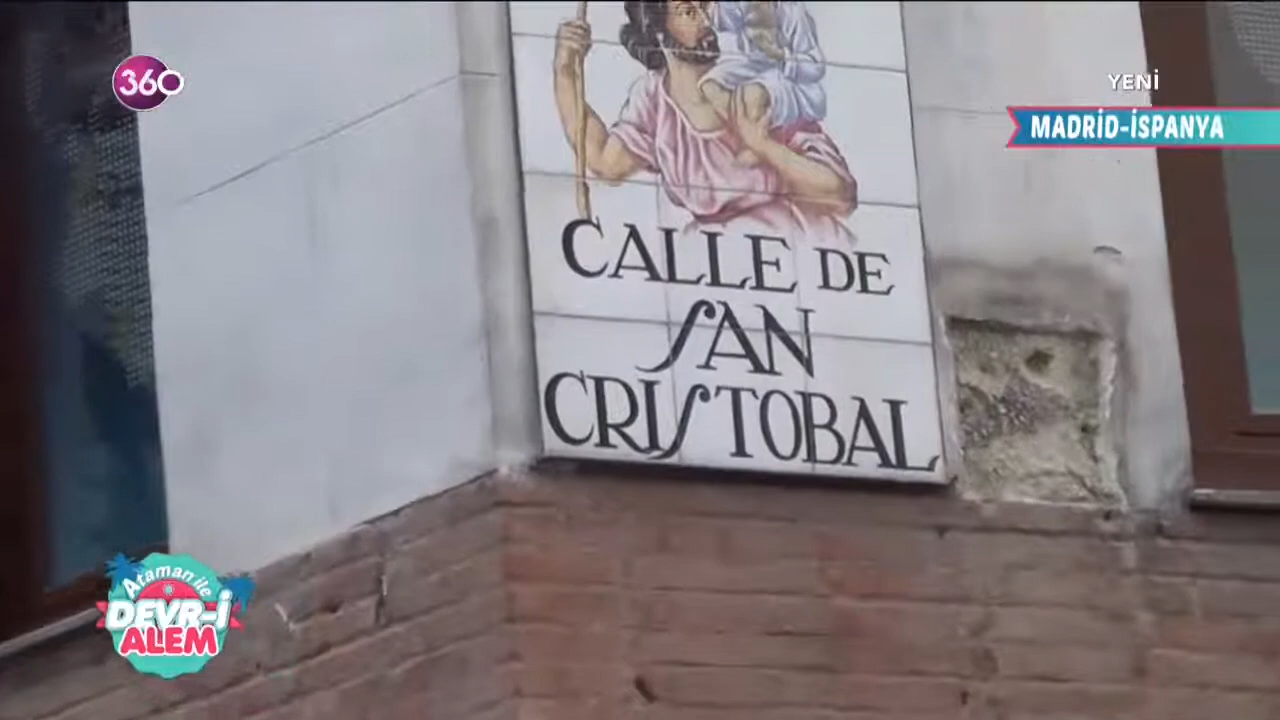 360
YENİ
MADRİD-İSPANYA
CALLE DE
SAN
CRISTOBAL
Ataman ile
DEVR-İ
ALEM